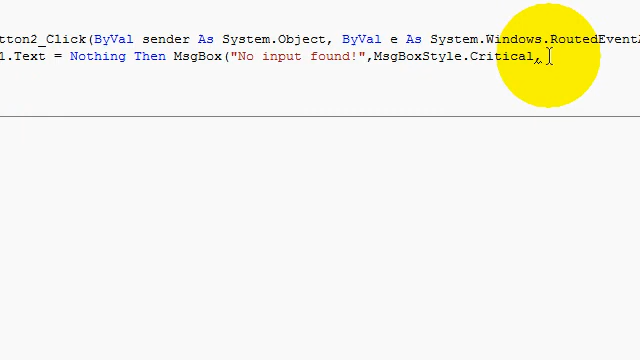 tton2_Click(ByVal sender As System.Object, ByVal e As System.Windows.RoutedEventA
1.Text = Nothing Then MsgBox("No input found!",MsgBoxStyle.Critical,